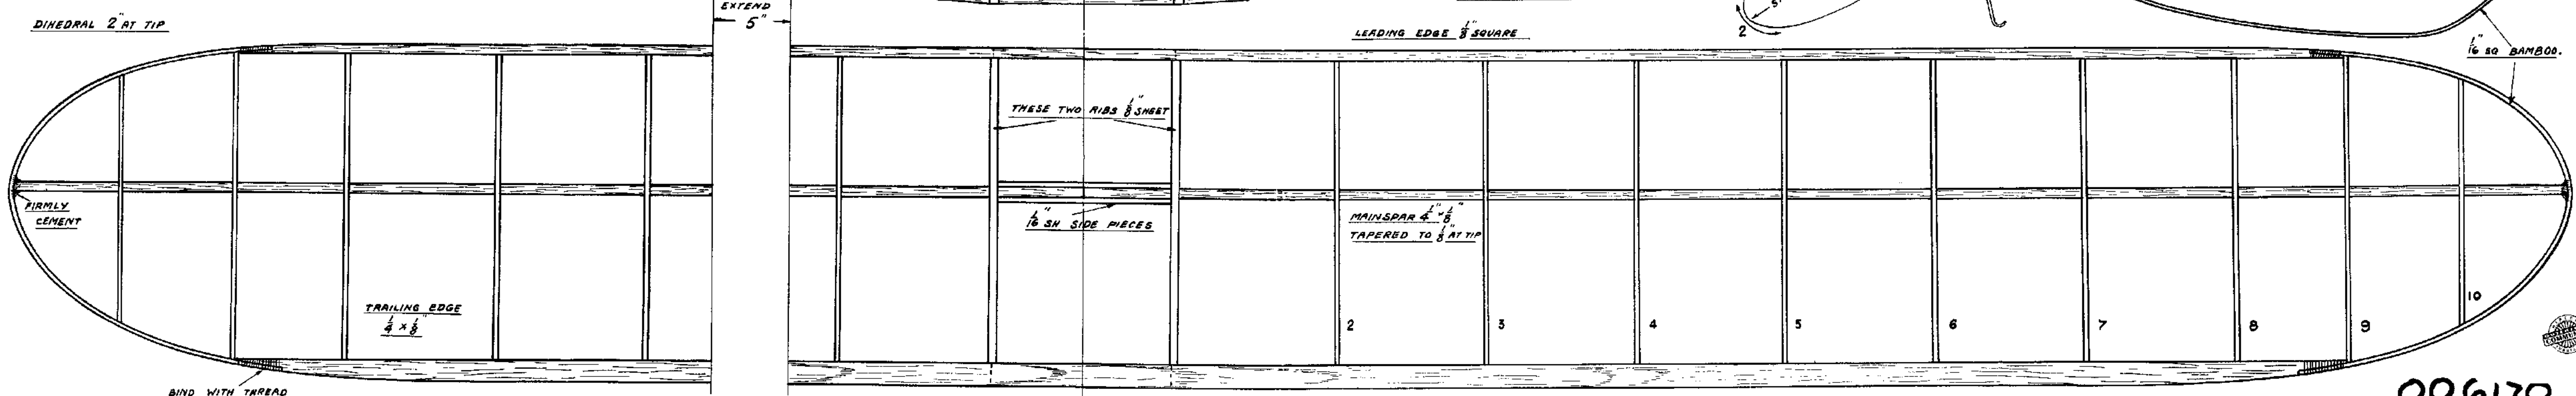 DIHEDRAL 2" AT TIP
EXTEND
5"
LEADING EDGE 1/8" SQUARE
2
1/16" SQ BAMBOO.
THESE TWO RIBS 1/8" SHEET
FIRMLY
CEMENT
1/16" SH SIDE PIECES
MAINSPAR 1/4" x 1/8"
TAPERED TO 1/8" AT TIP
TRAILING EDGE
1/4 x 1/8"
2
3
4
5
6
7
8
9
10
BIND WITH THREAD